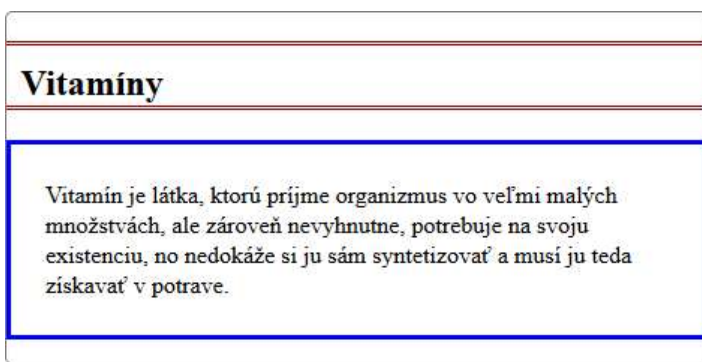 Vitamíny
Vitamín je látka, ktorú príjme organizmus vo veľmi malých
množstvách, ale zároveň nevyhnutne, potrebuje na svoju
existenciu, no nedokáže si ju sám syntetizovať a musí ju teda
získavať v potrave.